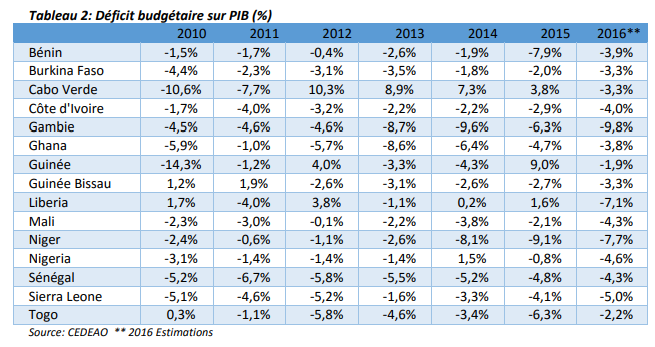 Tableau 2: Déficit budgétaire sur PIB (%)
2010 2011 2012 2013 2014 2015 2016**
Bénin -1,5% -1,7% -0,4% -2,6% -1,9% -7,9% -3,9%
Burkina Faso -4,4% -2,3% -3,1% -3,5% -1,8% -2,0% -3,3%
Cabo Verde -10,6% -7,7% 10,3% 8,9% 7,3% 3,8% -3,3%
Côte d'Ivoire -1,7% -4,0% -3,2% -2,2% -2,2% -2,9% -4,0%
Gambie -4,5% -4,6% -4,6% -8,7% -9,6% -6,3% -9,8%
Ghana -5,9% -1,0% -5,7% -8,6% -6,4% -4,7% -3,8%
Guinée -14,3% -1,2% 4,0% -3,3% -4,3% 9,0% -1,9%
Guinée Bissau 1,2% 1,9% -2,6% -3,1% -2,6% -2,7% -3,3%
Liberia 1,7% -4,0% 3,8% -1,1% 0,2% 1,6% -7,1%
Mali -2,3% -3,0% -0,1% -2,2% -3,8% -2,1% -4,3%
Niger -2,4% -0,6% -1,1% -2,6% -8,1% -9,1% -7,7%
Nigeria -3,1% -1,4% -1,4% -1,4% 1,5% -0,8% -4,6%
Sénégal -5,2% -6,7% -5,8% -5,5% -5,2% -4,8% -4,3%
Sierra Leone -5,1% -4,6% -5,2% -1,6% -3,3% -4,1% -5,0%
Togo 0,3% -1,1% -5,8% -4,6% -3,4% -6,3% -2,2%
Source: CEDEAO ** 2016 Estimations